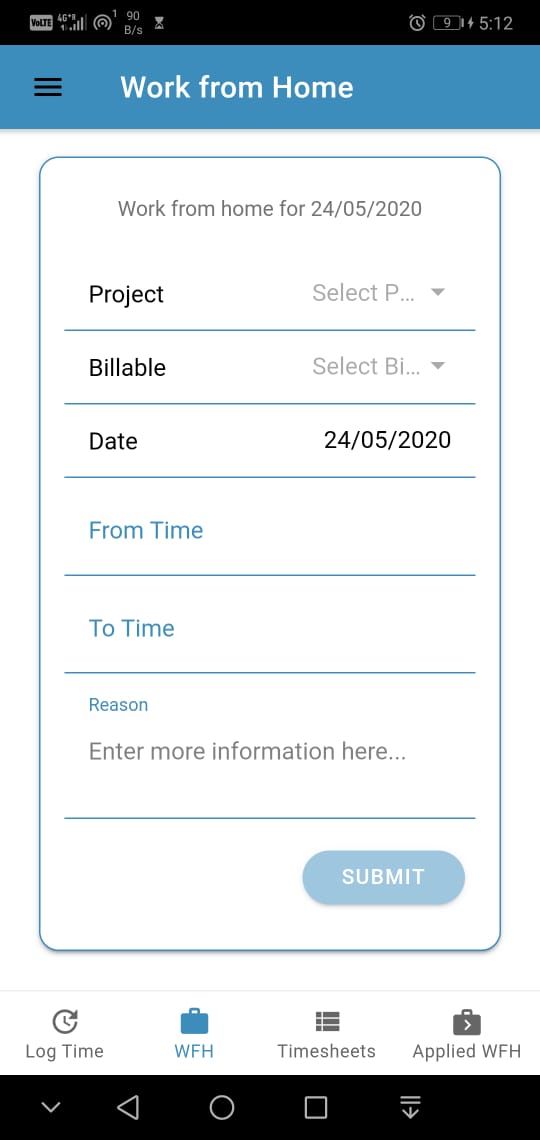 VoLTE 4G+ 1 90 B/s 9 5:12
Work from Home
Work from home for 24/05/2020
Project Select P...
Billable Select Bi...
Date 24/05/2020
From Time
To Time
Reason
Enter more information here...
SUBMIT
Log Time WFH Timesheets Applied WFH